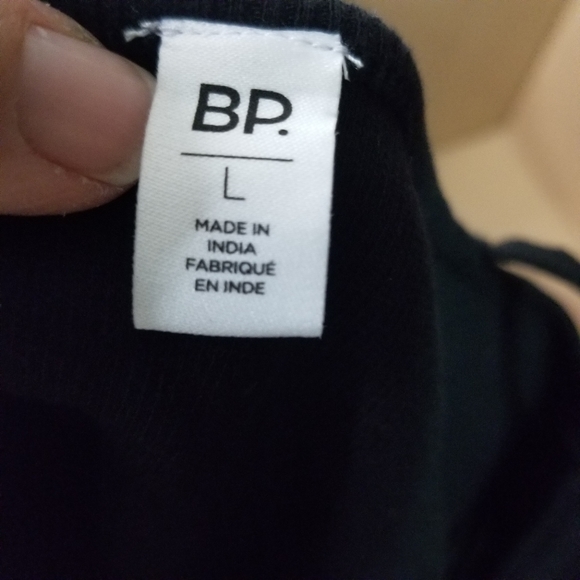 BP.
L
MADE IN
INDIA
FABRIQUÉ
EN INDE